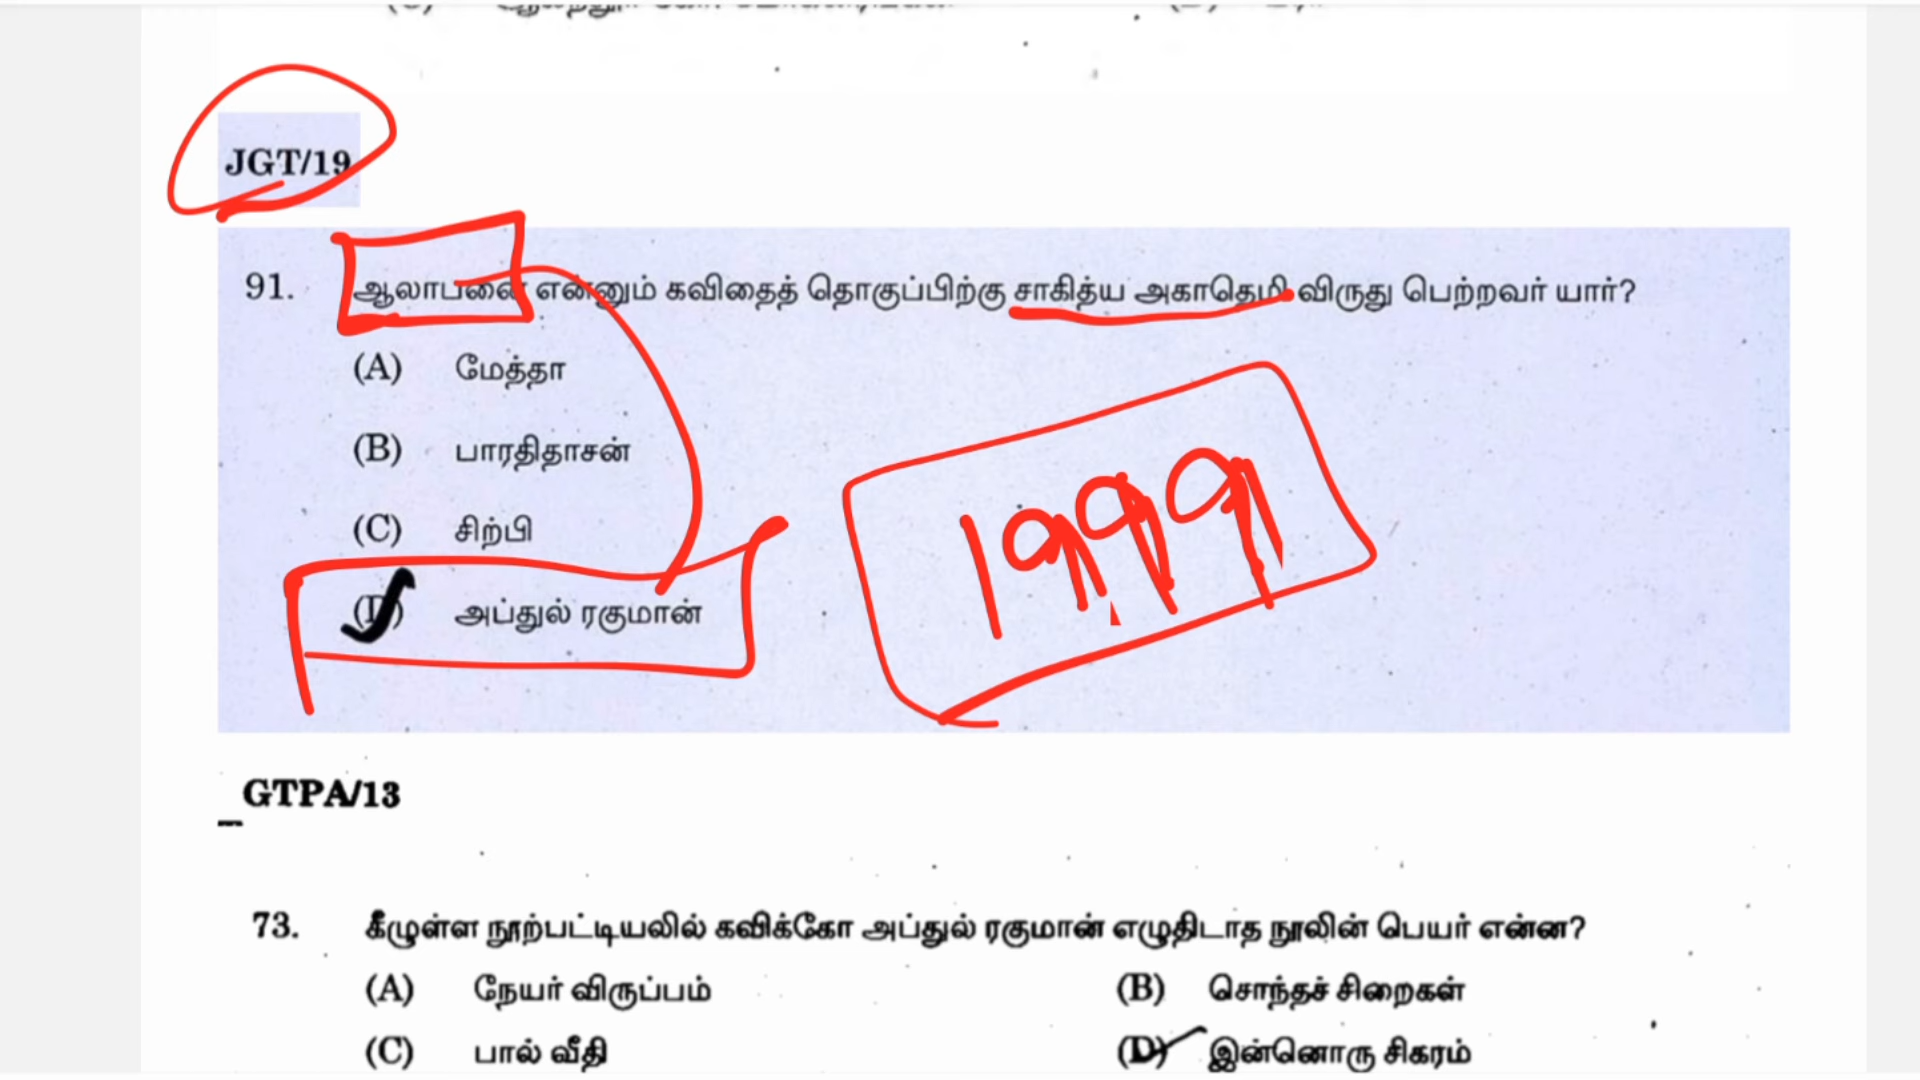 JGT/19
91. ஆலாபனை என்னும் கவிதைத் தொகுப்பிற்கு சாகித்ய அகாதெமி விருது பெற்றவர் யார்?
(A) மேத்தா
(B) பாரதிதாசன்
(C) சிற்பி
1999
(D) அப்துல் ரகுமான்
GTPA/13
73. கீழுள்ள நூற்பட்டியலில் கவிக்கோ அப்துல் ரகுமான் எழுதிடாத நூலின் பெயர் என்ன?
(A) நேயர் விருப்பம் (B) சொந்தச் சிறைகள்
(C) பால் வீதி (D) இன்னொரு சிகரம்